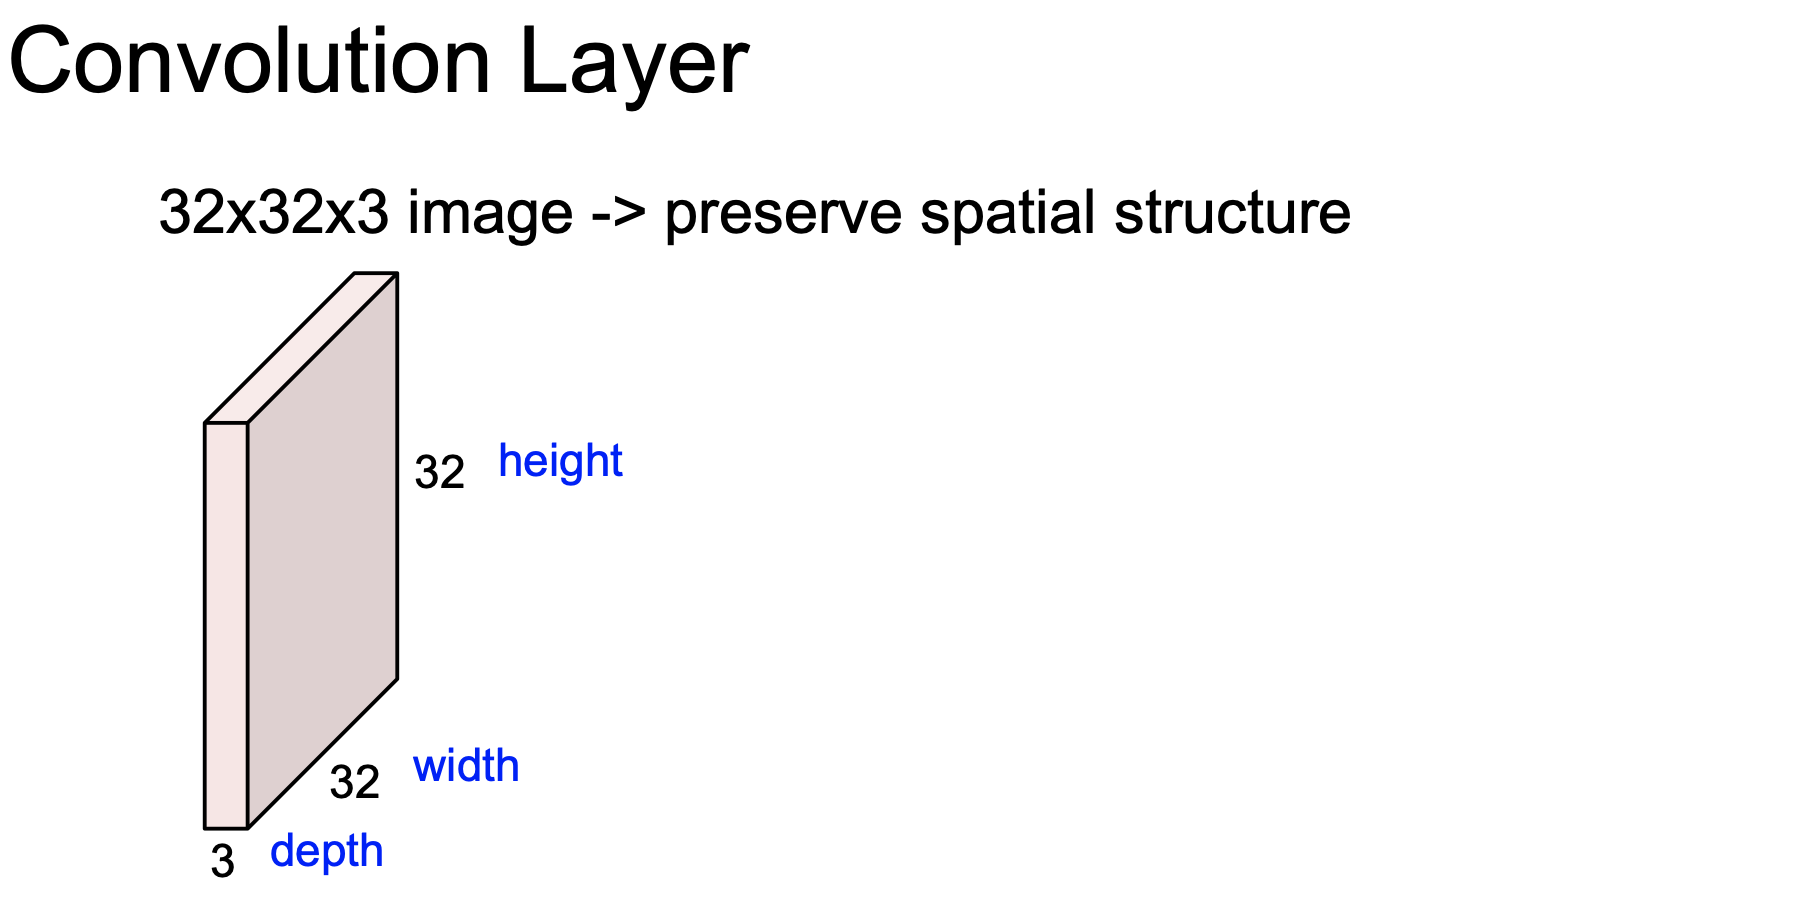 Convolution Layer
32x32x3 image -> preserve spatial structure
32 height
32 width
3 depth